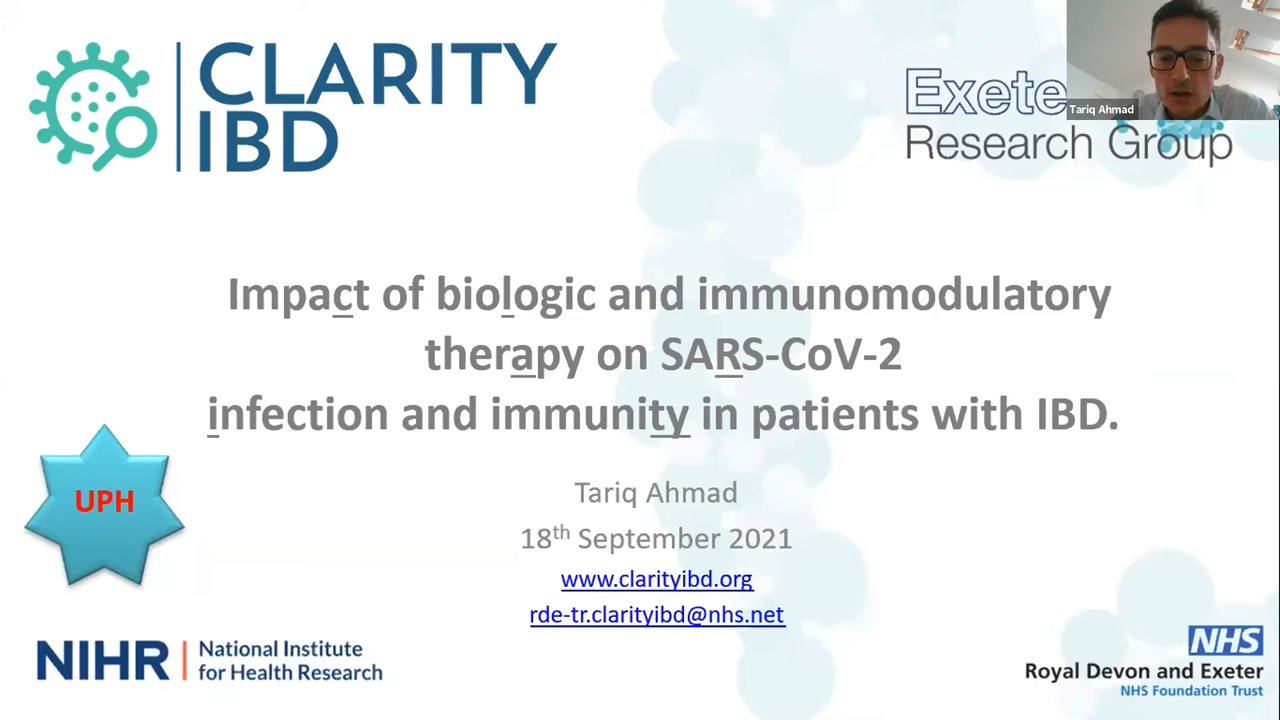 CLARITY
IBD
Exete
Research Group
Tariq Ahmad
Impact of biologic and immunomodulatory
therapy on SARS-CoV-2
infection and immunity in patients with IBD.
UPH
Tariq Ahmad
18th September 2021
www.clarityibd.org
rde-tr.clarityibd@nhs.net
NIHR | National Institute
for Health Research
NHS
Royal Devon and Exeter
NHS Foundation Trust